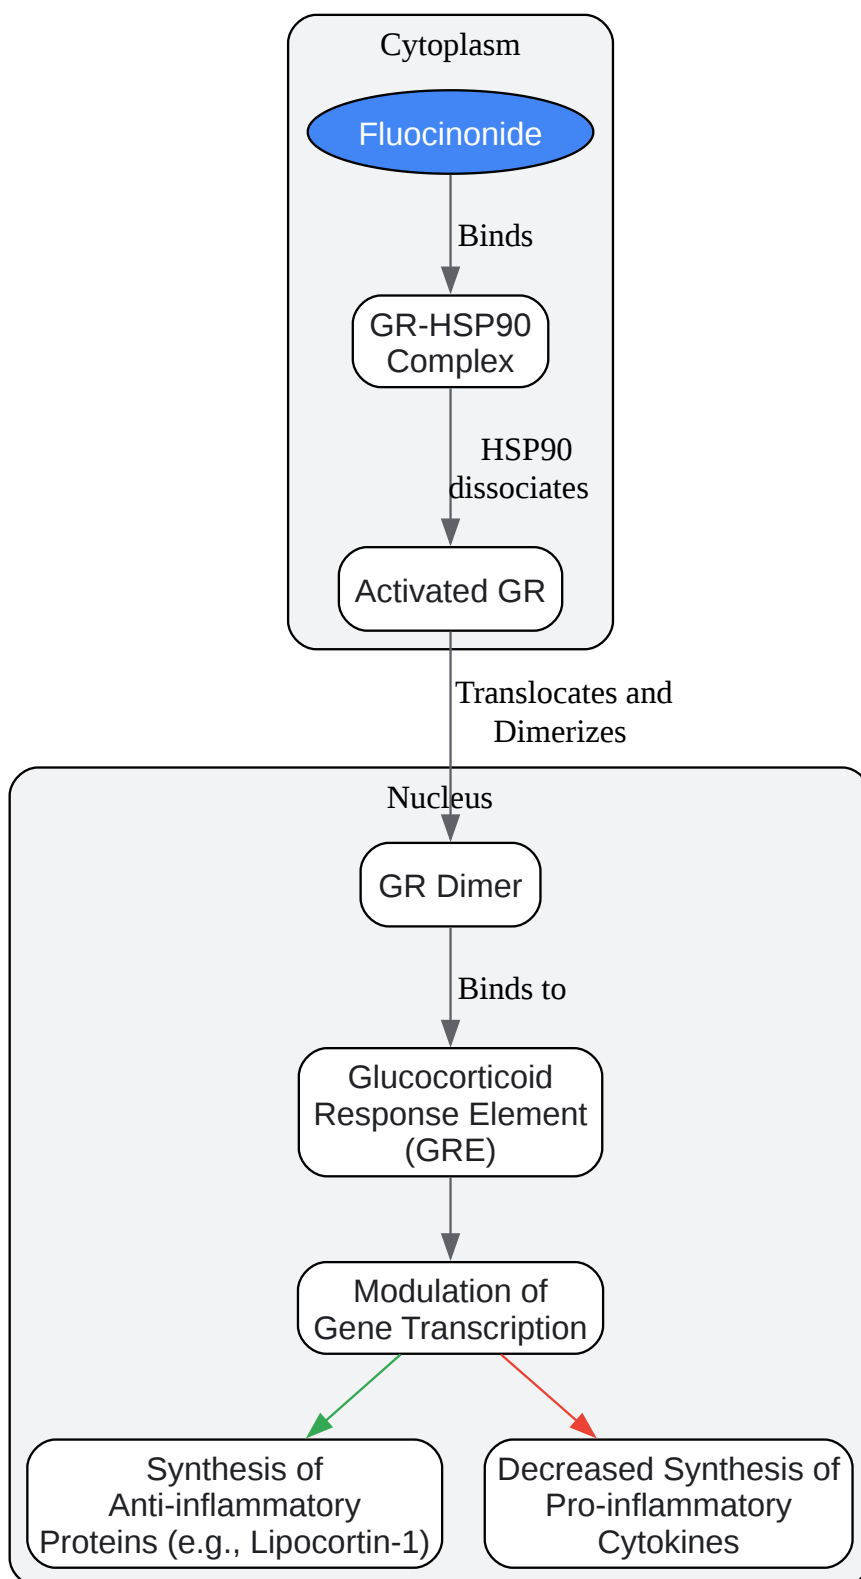 Cytoplasm
Fluocinonide
Binds
GR-HSP90
Complex
HSP90
dissociates
Activated GR
Translocates and
Dimerizes
Nucleus
GR Dimer
Binds to
Glucocorticoid
Response Element
(GRE)
Modulation of
Gene Transcription
Synthesis of
Anti-inflammatory
Proteins (e.g., Lipocortin-1)
Decreased Synthesis of
Pro-inflammatory
Cytokines